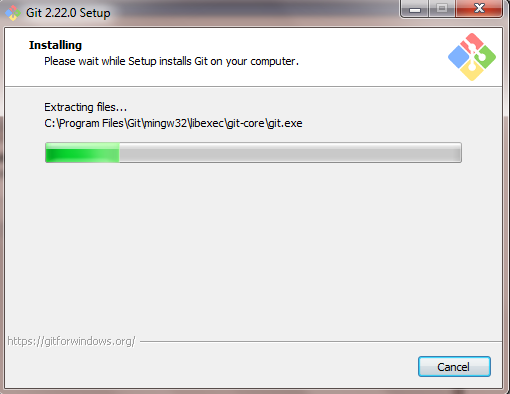 Git 2.22.0 Setup
Installing
Please wait while Setup installs Git on your computer.
Extracting files...
C:\Program Files\Git\mingw32\libexec\git-core\git.exe
https://gitforwindows.org/
Cancel